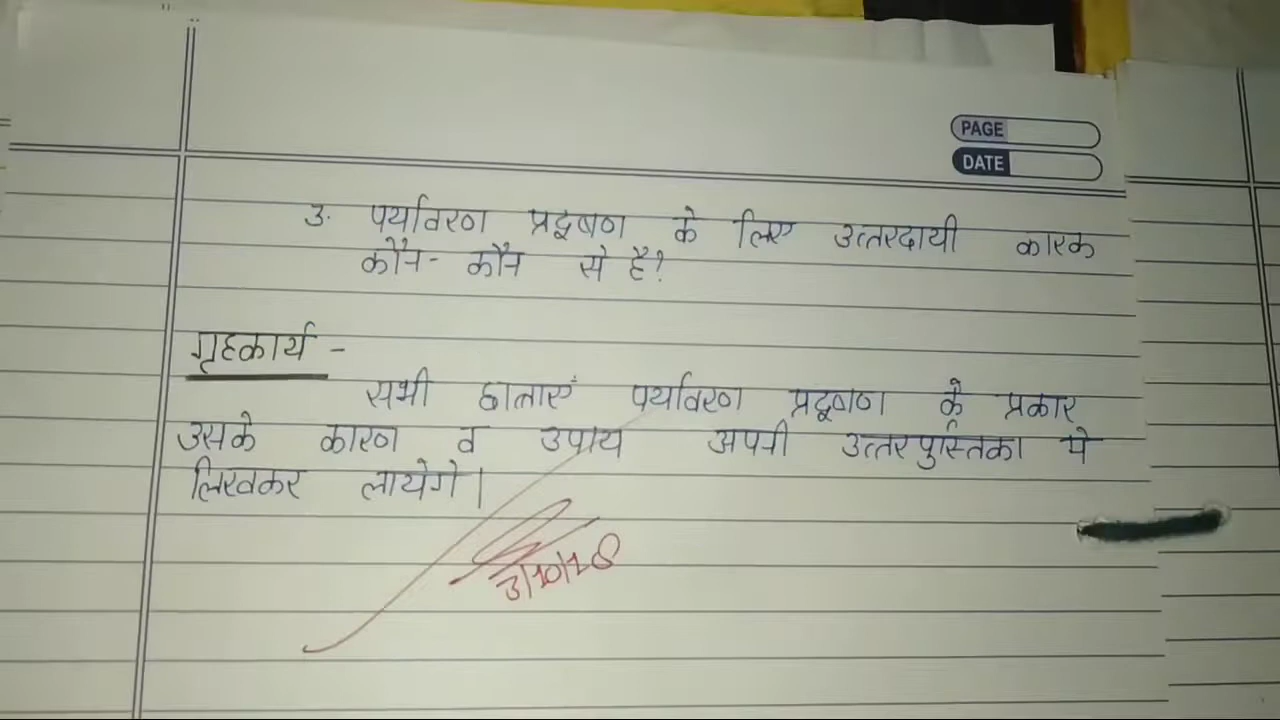 PAGE
DATE
3. पर्यावरण प्रदूषण के लिए उत्तरदायी कारक
कौन-कौन से है?
गृहकार्य -
सभी छात्राएं पर्यावरण प्रदूषण के प्रकार
उसके कारण व उपाय अपनी उत्तरपुस्तिका मे
लिखकर लायेगे।
3/10/18